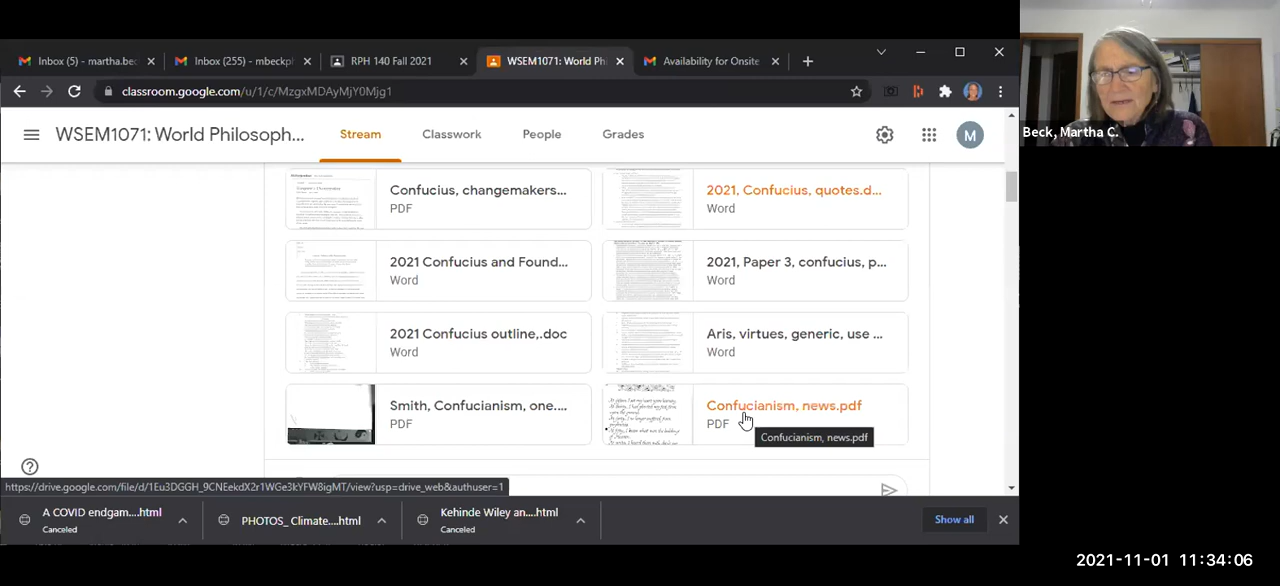 Inbox (5) - martha.bec
Inbox (255) - mbeckph
RPH 140 Fall 2021
WSEM1071: World Phi
Availability for Onsite
classroom.google.com/u/1/c/MzgxMDAyMjY0Mjg1
Beck, Martha C.
WSEM1071: World Philosoph...
Stream
Classwork
People
Grades
M
Confucius, changemakers...
PDF
2021, Confucius, quotes.d...
Word
2021 Confucius and Found...
Word
2021, Paper 3, confucius, p...
Word
2021 Confucius,outline,.doc
Word
Aris, virtues, generic, use ...
Word
Smith, Confucianism, one....
PDF
Confucianism, news.pdf
PDF
Confucianism, news.pdf
https://drive.google.com/file/d/1Eu3DGGH_9CNEekdX2r1WGe3kYFW8igMT/view?usp=drive_web&authuser=1
A COVID endgam....html
Canceled
PHOTOS_ Climate....html
Kehinde Wiley an....html
Canceled
Show all
2021-11-01 11:34:06